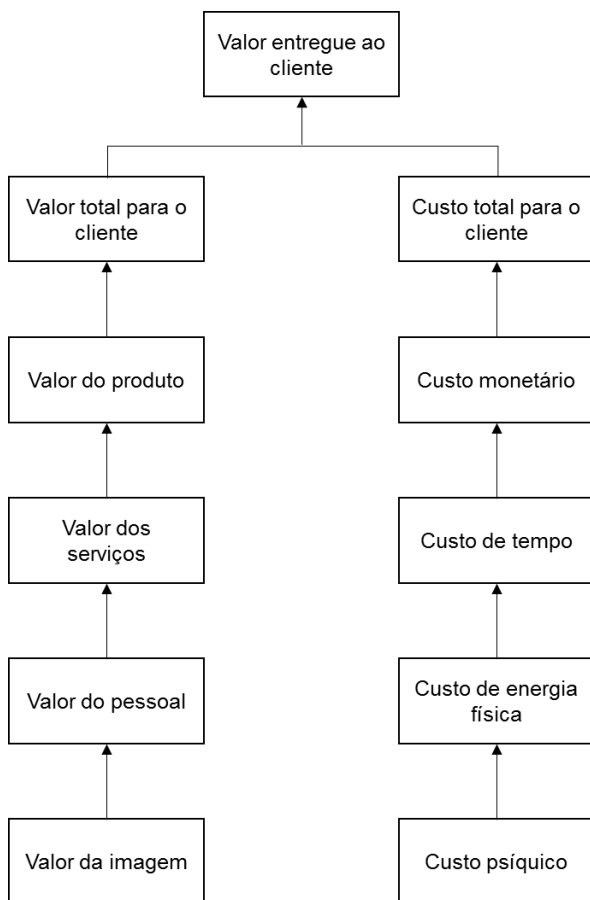 Valor entregue ao
cliente
Valor total para o
cliente
Custo total para o
cliente
Valor do produto
Custo monetário
Valor dos
serviços
Custo de tempo
Valor do pessoal
Custo de energia
física
Valor da imagem
Custo psíquico